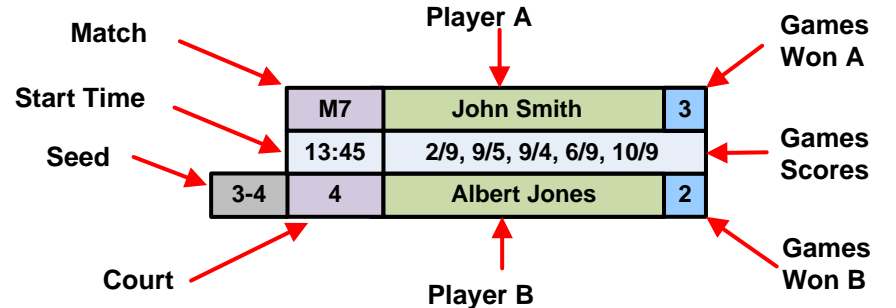 Player A
Match
Games
Won A
M7 John Smith 3
Start Time
13:45 2/9, 9/5, 9/4, 6/9, 10/9
Games
Scores
Seed
3-4 4 Albert Jones 2
Court
Player B
Games
Won B